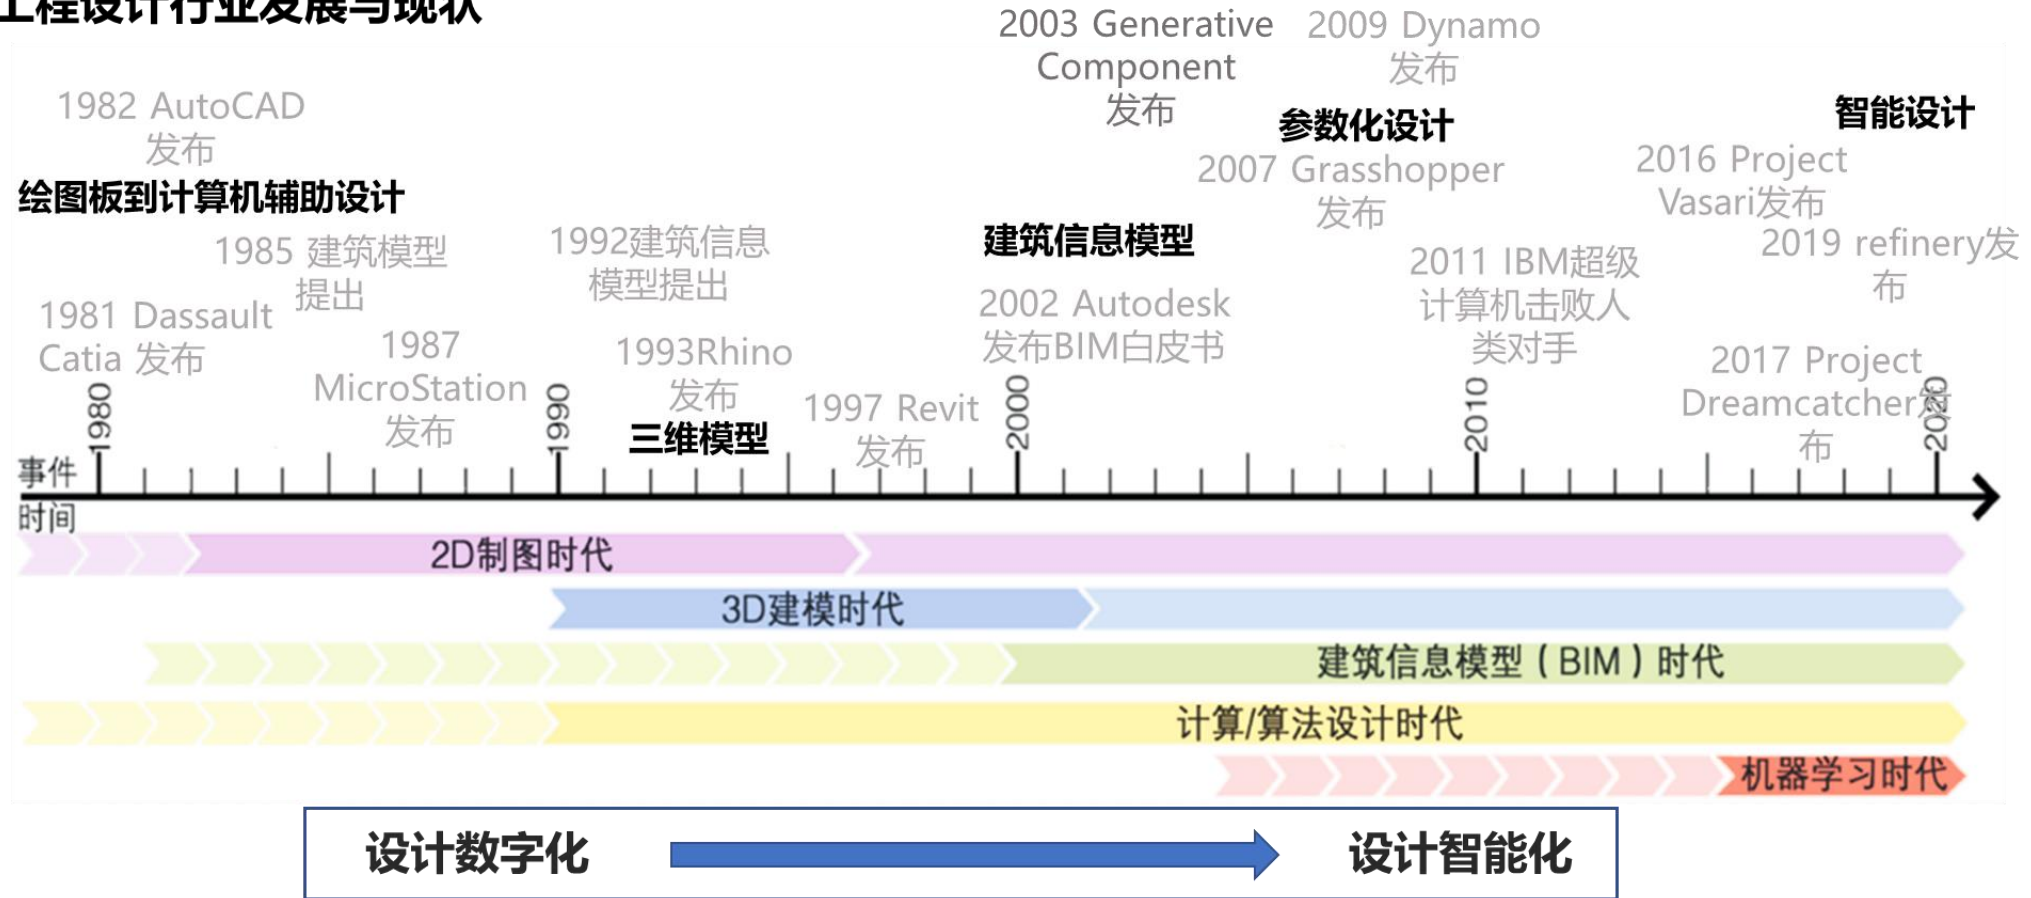 工程设计行业发展与现状
2003 Generative
Component
发布
2009 Dynamo
发布
1982 AutoCAD
发布
参数化设计
智能设计
绘图板到计算机辅助设计
2007 Grasshopper
发布
2016 Project
Vasari发布
1985 建筑模型
提出
1992建筑信息
模型提出
建筑信息模型
2011 IBM超级
计算机击败人
类对手
2019 refinery发
布
1981 Dassault
Catia 发布
1987
MicroStation
发布
1993Rhino
发布
2002 Autodesk
发布BIM白皮书
2017 Project
Dreamcatcher发
布
三维模型
1997 Revit
发布
1980
1990
2000
2010
2020
事件
时间
2D制图时代
3D建模时代
建筑信息模型（BIM）时代
计算/算法设计时代
机器学习时代
设计数字化
设计智能化